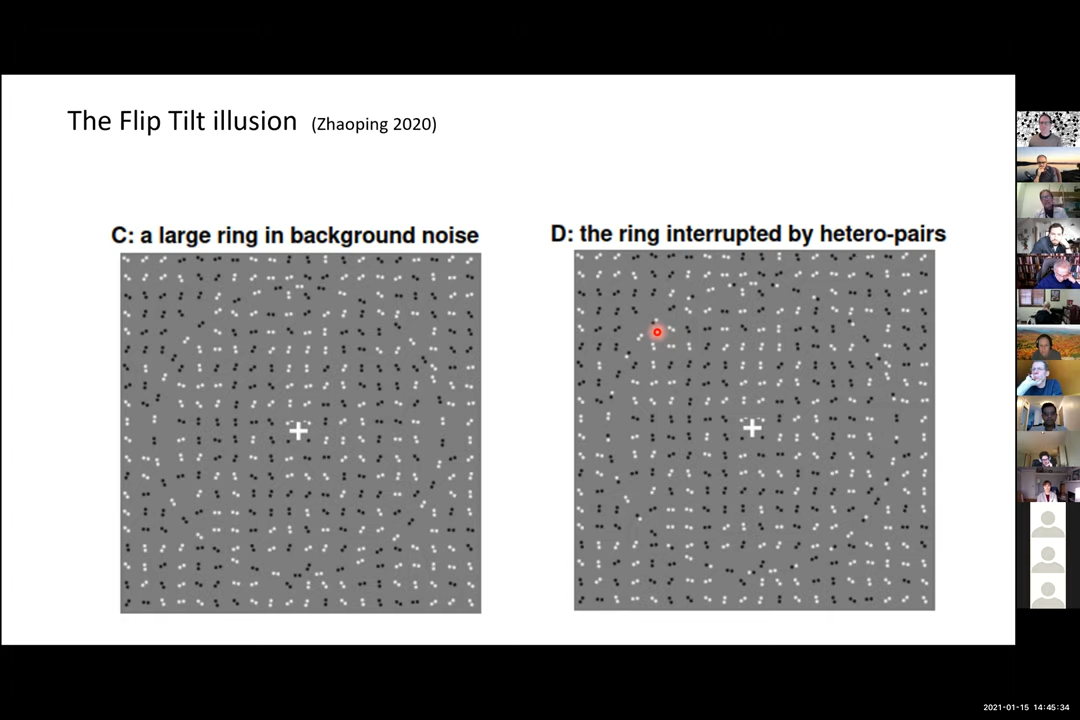 The Flip Tilt illusion (Zhaoping 2020)
C: a large ring in background noise
D: the ring interrupted by hetero-pairs
2021-01-15 14:45:34